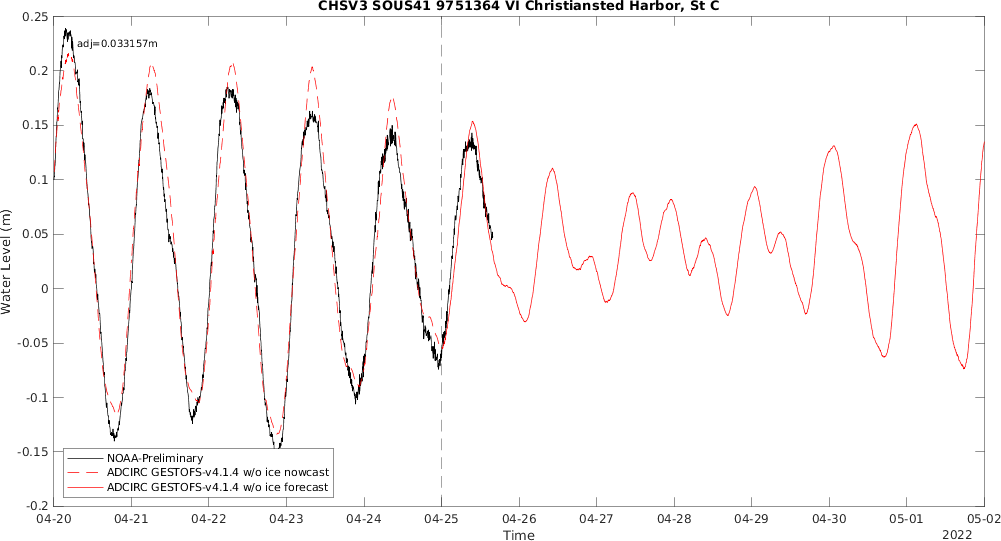 CHSV3 SOUS41 9751364 VI Christiansted Harbor, St C
adj=0.033157m
Water Level (m)
0.25
0.2
0.15
0.1
0.05
0
-0.05
-0.1
-0.15
-0.2
NOAA-Preliminary
ADCIRC GESTOFS-v4.1.4 w/o ice nowcast
ADCIRC GESTOFS-v4.1.4 w/o ice forecast
04-20 04-21 04-22 04-23 04-24 04-25 04-26 04-27 04-28 04-29 04-30 05-01 05-02
Time
2022